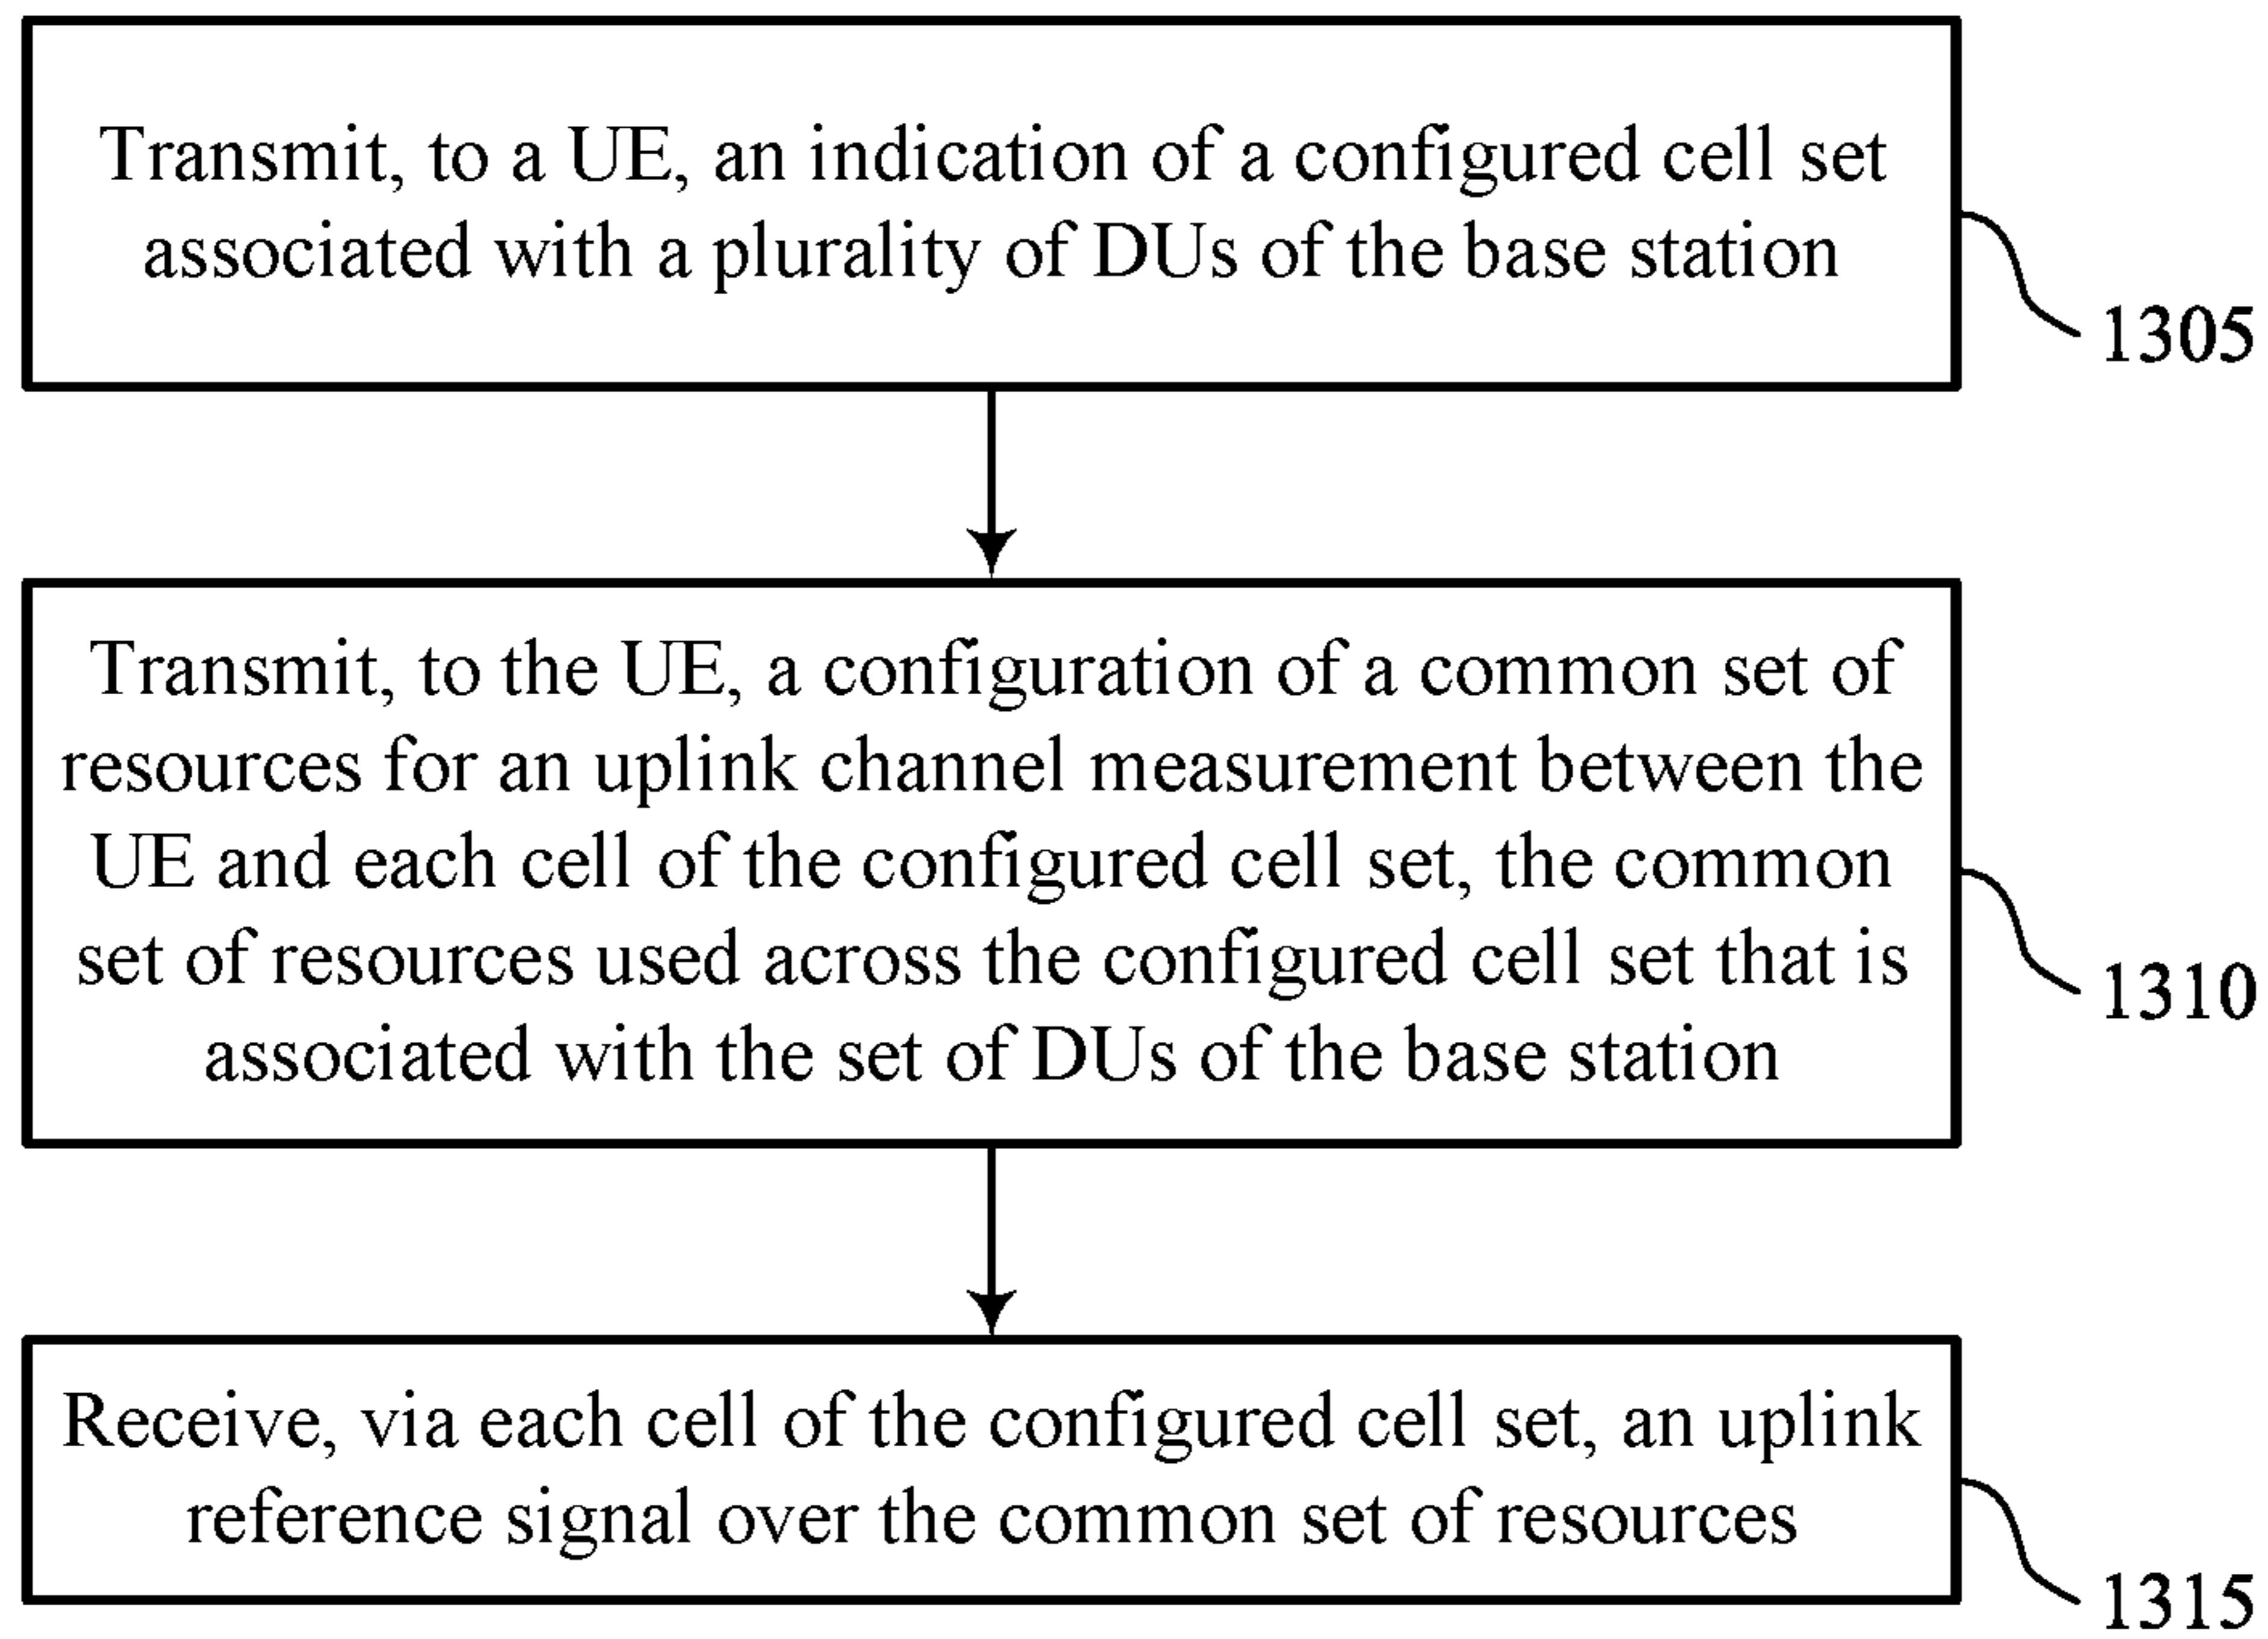 Transmit, to a UE, an indication of a configured cell set
associated with a plurality of DUs of the base station
1305
Transmit, to the UE, a configuration of a common set of
resources for an uplink channel measurement between the
UE and each cell of the configured cell set, the common
set of resources used across the configured cell set that is
associated with the set of DUs of the base station
1310
Receive, via each cell of the configured cell set, an uplink
reference signal over the common set of resources
1315